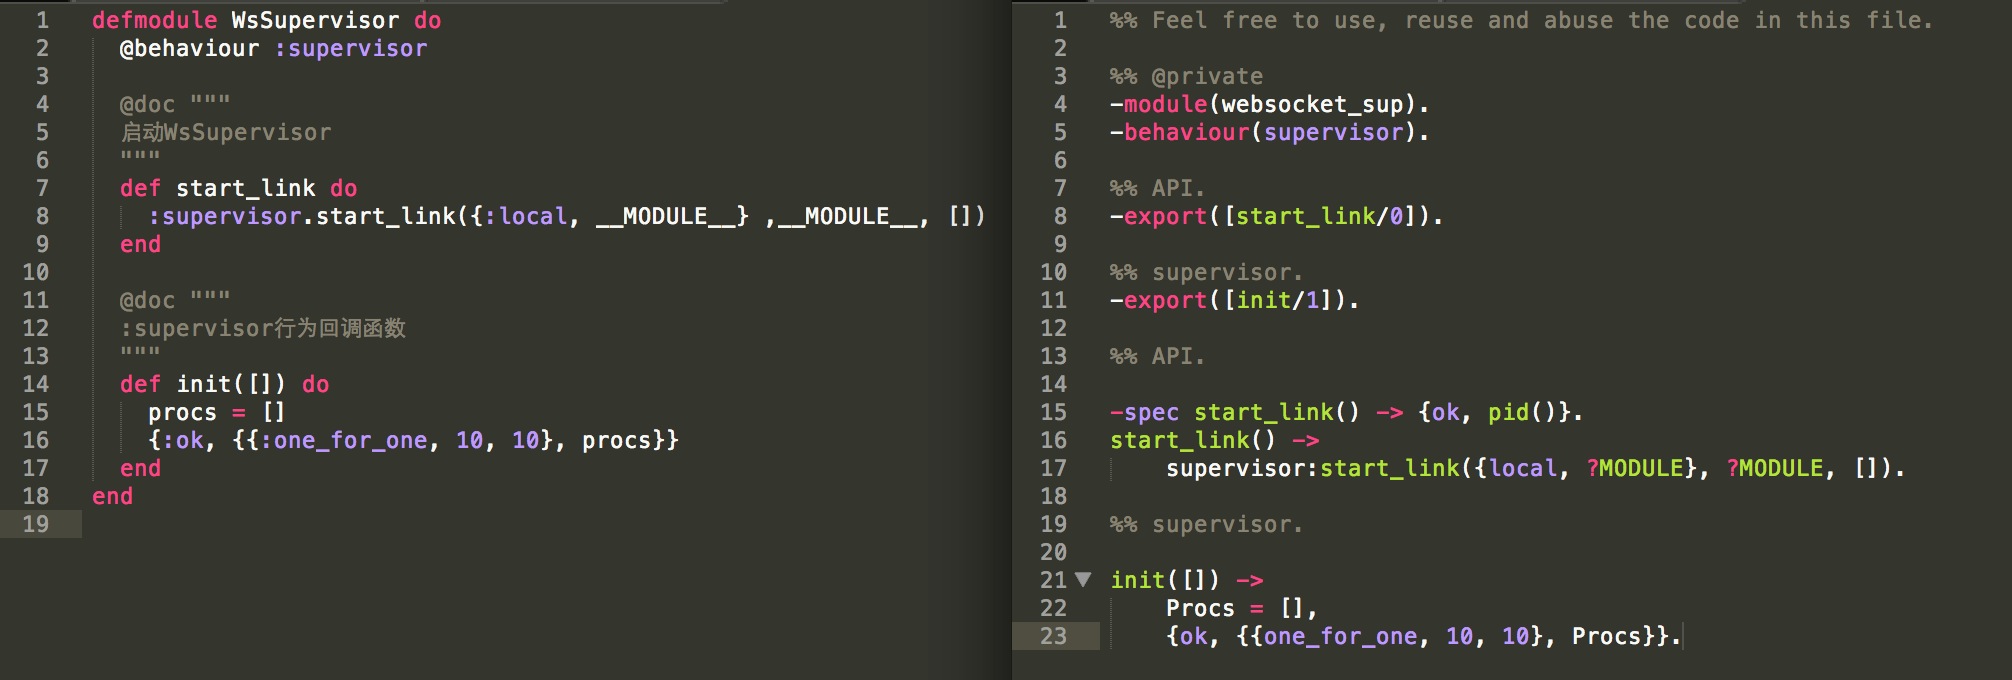 1 defmodule WsSupervisor do
2 @behaviour :supervisor
3
4 @doc """
5 启动WsSupervisor
6 """
7 def start_link do
8 :supervisor.start_link({:local, __MODULE__} ,__MODULE__, [])
9 end
10
11 @doc """
12 :supervisor行为回调函数
13 """
14 def init([]) do
15 procs = []
16 {:ok, {{:one_for_one, 10, 10}, procs}}
17 end
18 end
19
1 %% Feel free to use, reuse and abuse the code in this file.
2
3 %% @private
4 -module(websocket_sup).
5 -behaviour(supervisor).
6
7 %% API.
8 -export([start_link/0]).
9
10 %% supervisor.
11 -export([init/1]).
12
13 %% API.
14
15 -spec start_link() -> {ok, pid()}.
16 start_link() ->
17 supervisor:start_link({local, ?MODULE}, ?MODULE, []).
18
19 %% supervisor.
20
21 init([]) ->
22 Procs = [],
23 {ok, {{one_for_one, 10, 10}, Procs}}.